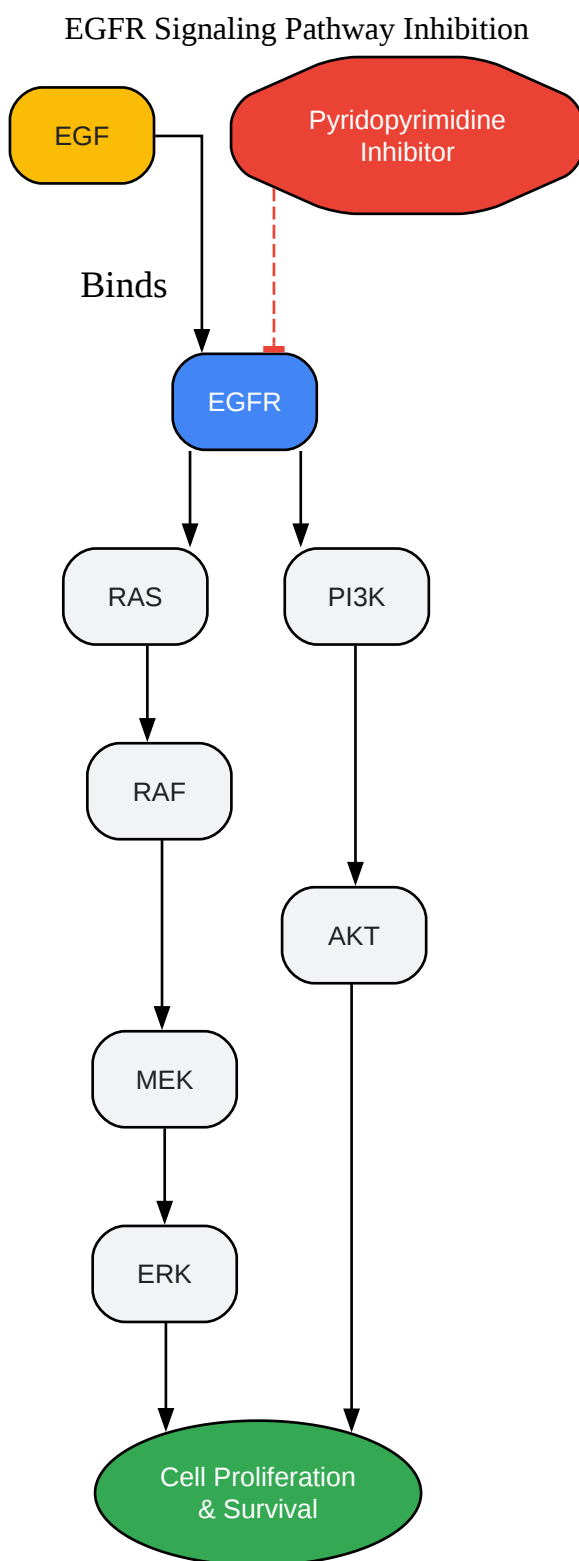 EGFR Signaling Pathway Inhibition
EGF
Pyridopyrimidine
Inhibitor
Binds
EGFR
RAS
PI3K
RAF
AKT
MEK
ERK
Cell Proliferation
& Survival